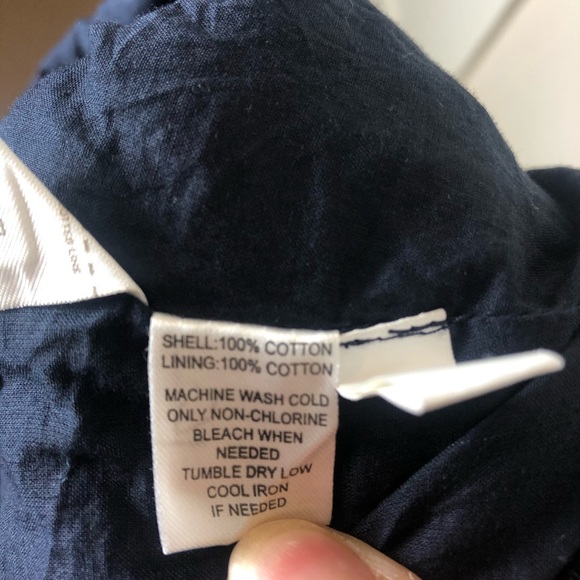 SHELL:100% COTTON
LINING:100% COTTON
MACHINE WASH COLD
ONLY NON-CHLORINE
BLEACH WHEN
NEEDED
TUMBLE DRY LOW
COOL IRON
IF NEEDED